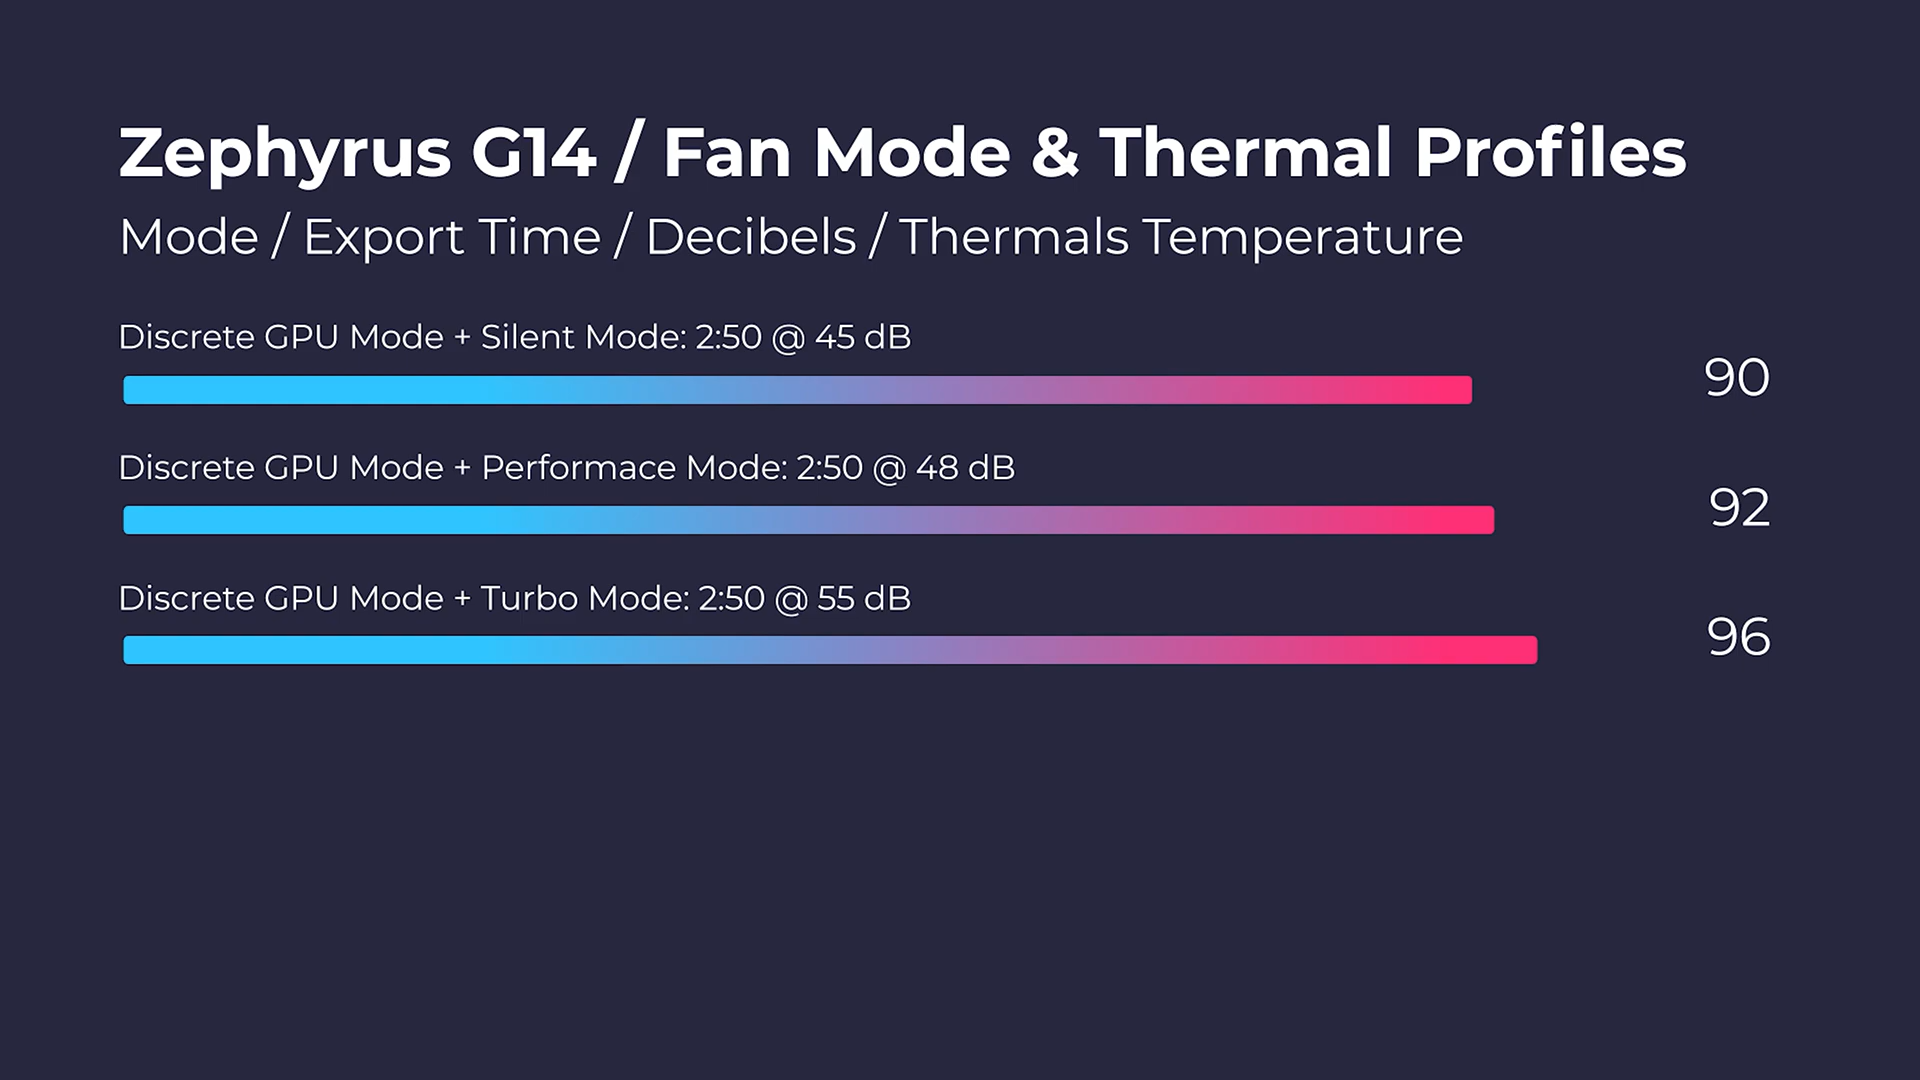 Zephyrus G14 / Fan Mode & Thermal Profiles
Mode / Export Time / Decibels / Thermals Temperature
Discrete GPU Mode + Silent Mode: 2:50 @ 45 dB
90
Discrete GPU Mode + Performace Mode: 2:50 @ 48 dB
92
Discrete GPU Mode + Turbo Mode: 2:50 @ 55 dB
96